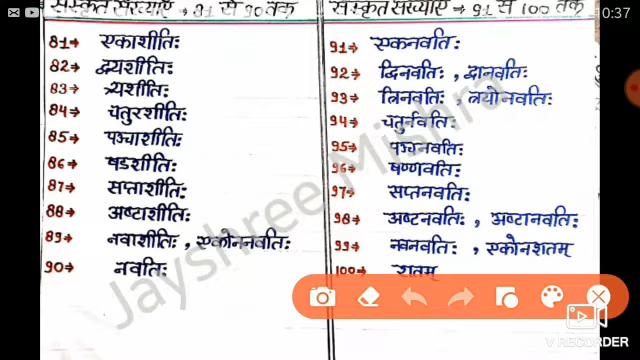 संस्कृत संख्याएँ → 81 से 90 तक
81⇒ एकाशीतिः
82⇒ द्वयशीतिः
83⇒ त्र्यशीतिः
84⇒ चतुरशीतिः
85⇒ पञ्चाशीतिः
86⇒ षडशीतिः
87⇒ सप्ताशीतिः
88⇒ अष्टाशीतिः
89⇒ नवाशीतिः, एकोननवतिः
90⇒ नवतिः
संस्कृत संख्याएँ → 91 से 100 तक
91⇒ एकनवतिः
92⇒ द्विनवतिः, द्वानवतिः
93⇒ त्रिनवतिः, त्रयोनवतिः
94⇒ चतुर्नवतिः
95⇒ पञ्चनवतिः
96⇒ षण्णवतिः
97⇒ सप्तनवतिः
98⇒ अष्टनवतिः, अष्टानवतिः
99⇒ नवनवतिः, एकोनशतम्
100⇒ शतम्
Jayshree Mishra
0:37
V RECORDER